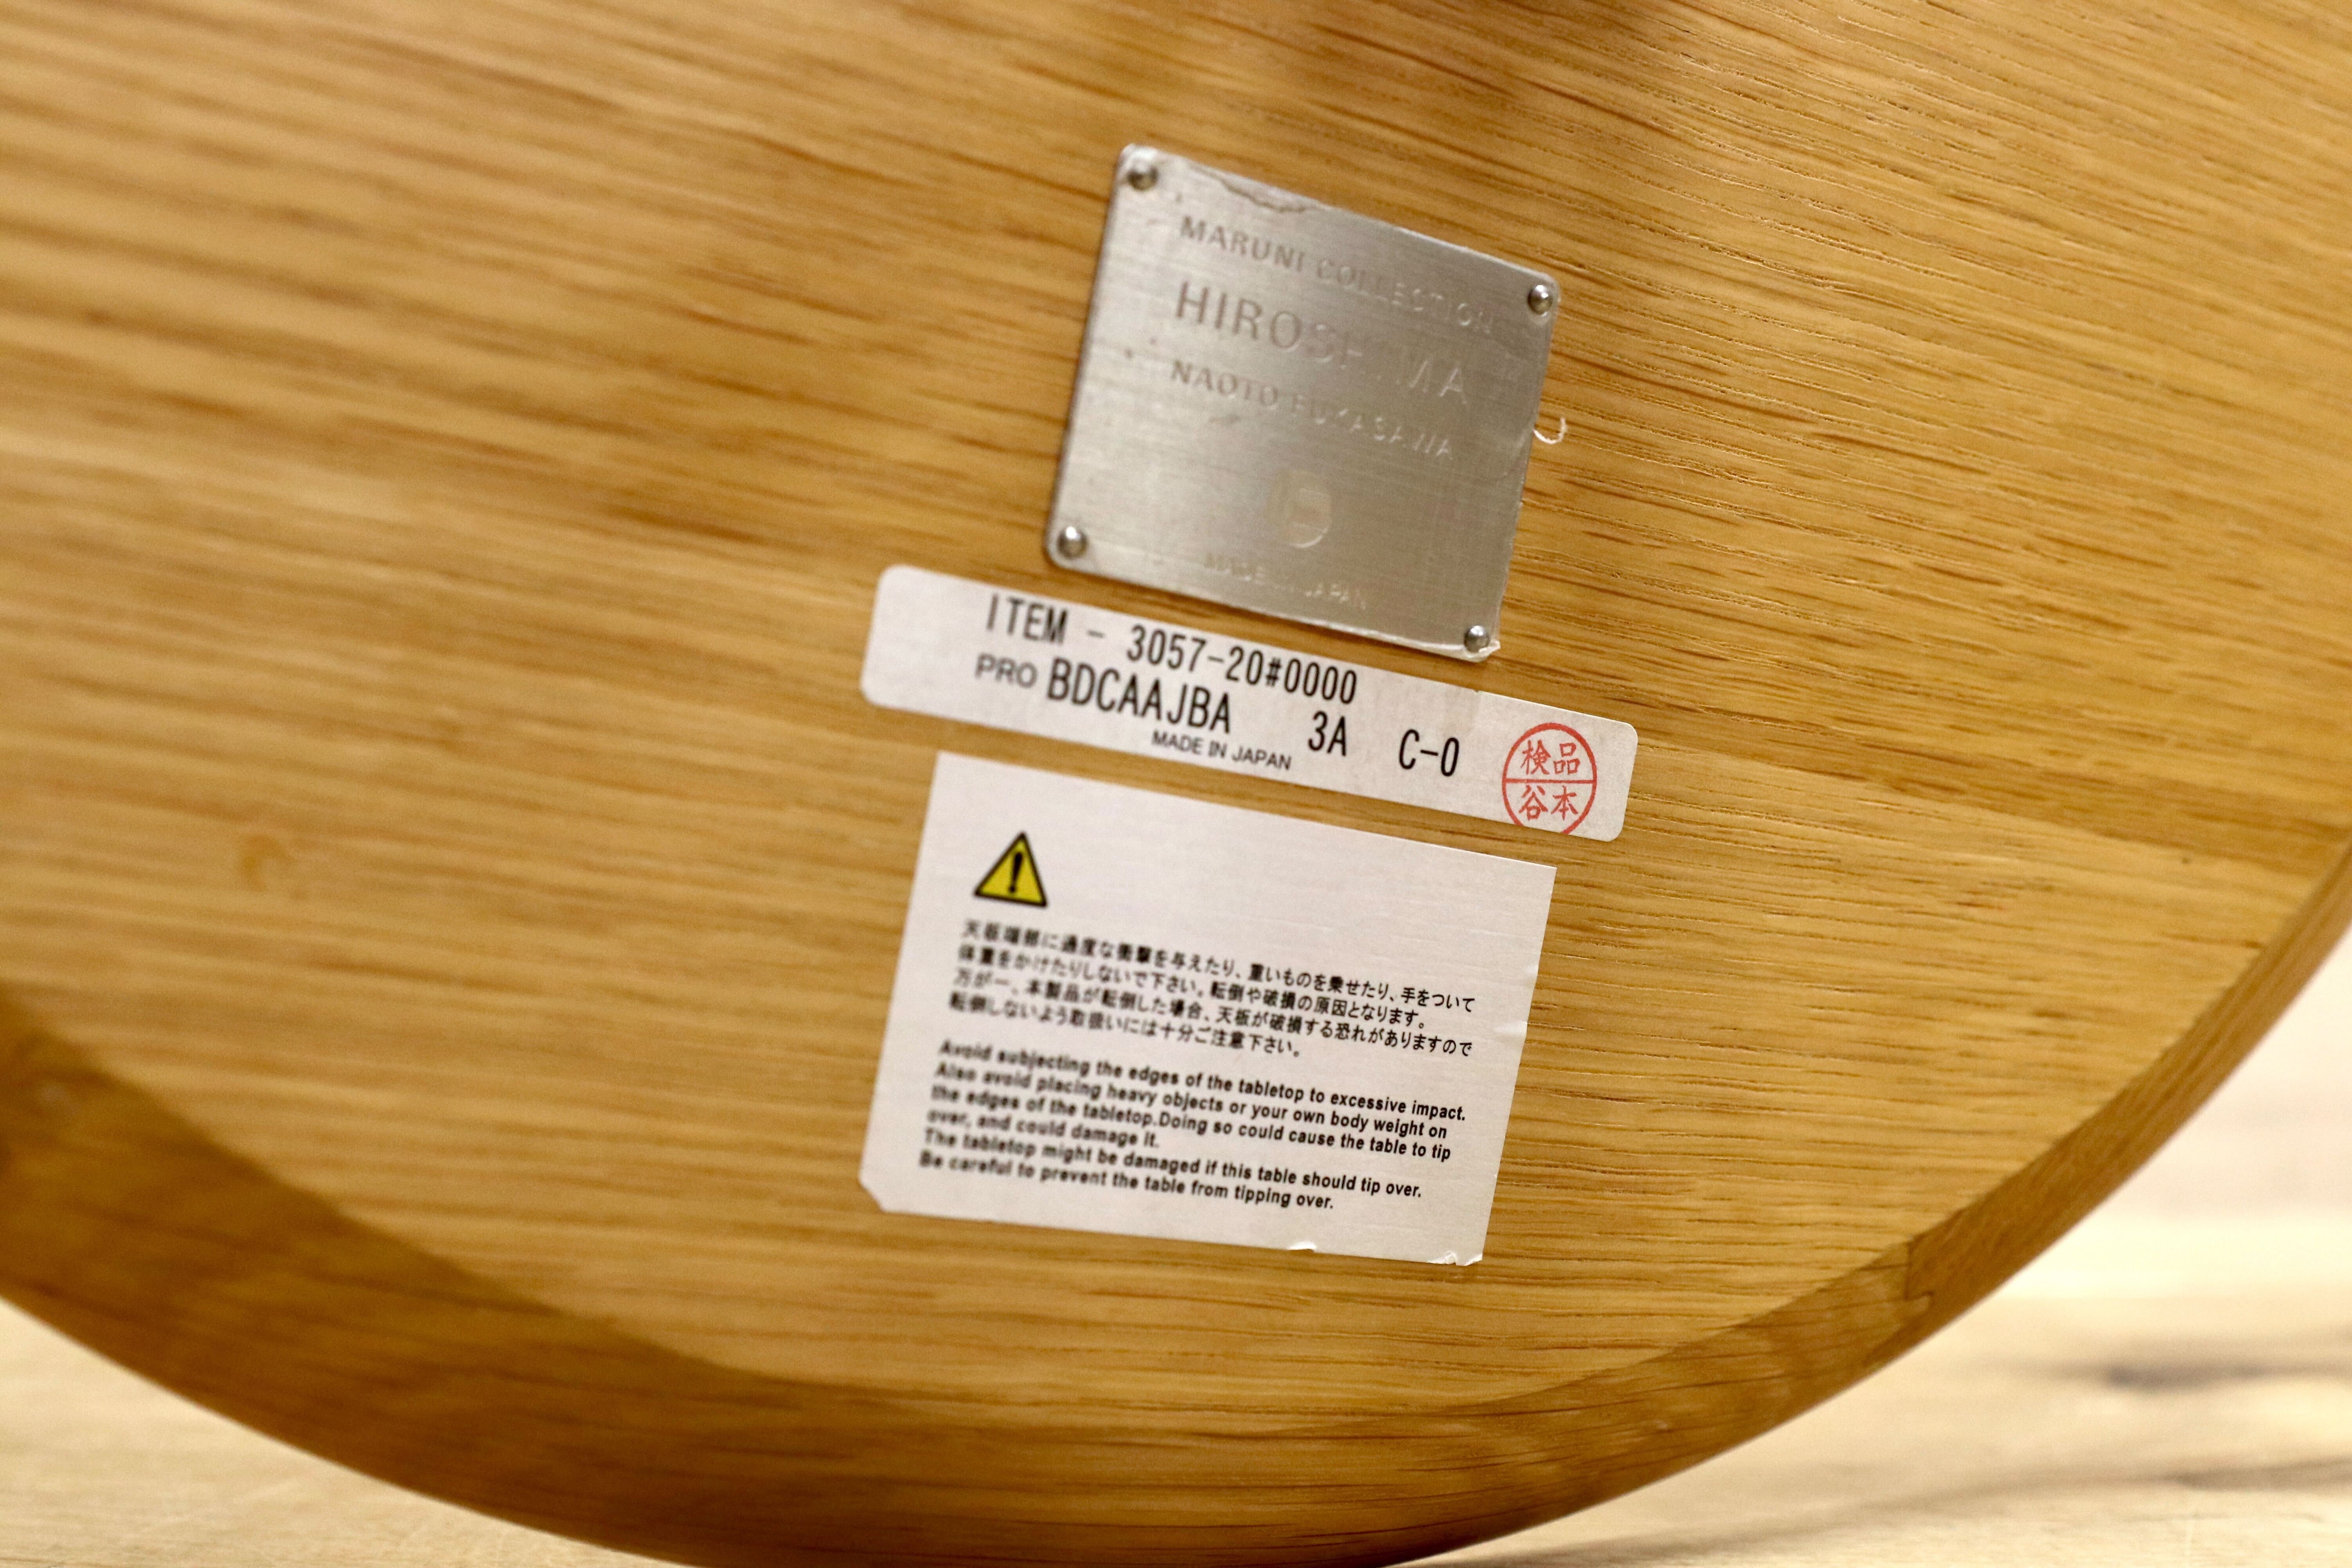 MARUNI COLLECTION
HIROSHIMA
NAOTO FUKASAWA
MADE IN JAPAN
ITEM - 3057-20#0000
PRO BDCAAJBA 3A C-0
MADE IN JAPAN
検品
谷本
天板端部に過度な衝撃を与えたり、重いものを乗せたり、手をついて
体重をかけたりしないで下さい。転倒や破損の原因となります。
万が一、本製品が転倒した場合、天板が破損する恐れがありますので
転倒しないよう取扱いには十分ご注意下さい。
Avoid subjecting the edges of the tabletop to excessive impact.
Also avoid placing heavy objects or your own body weight on
the edges of the tabletop.Doing so could cause the table to tip
over, and could damage it.
The tabletop might be damaged if this table should tip over.
Be careful to prevent the table from tipping over.